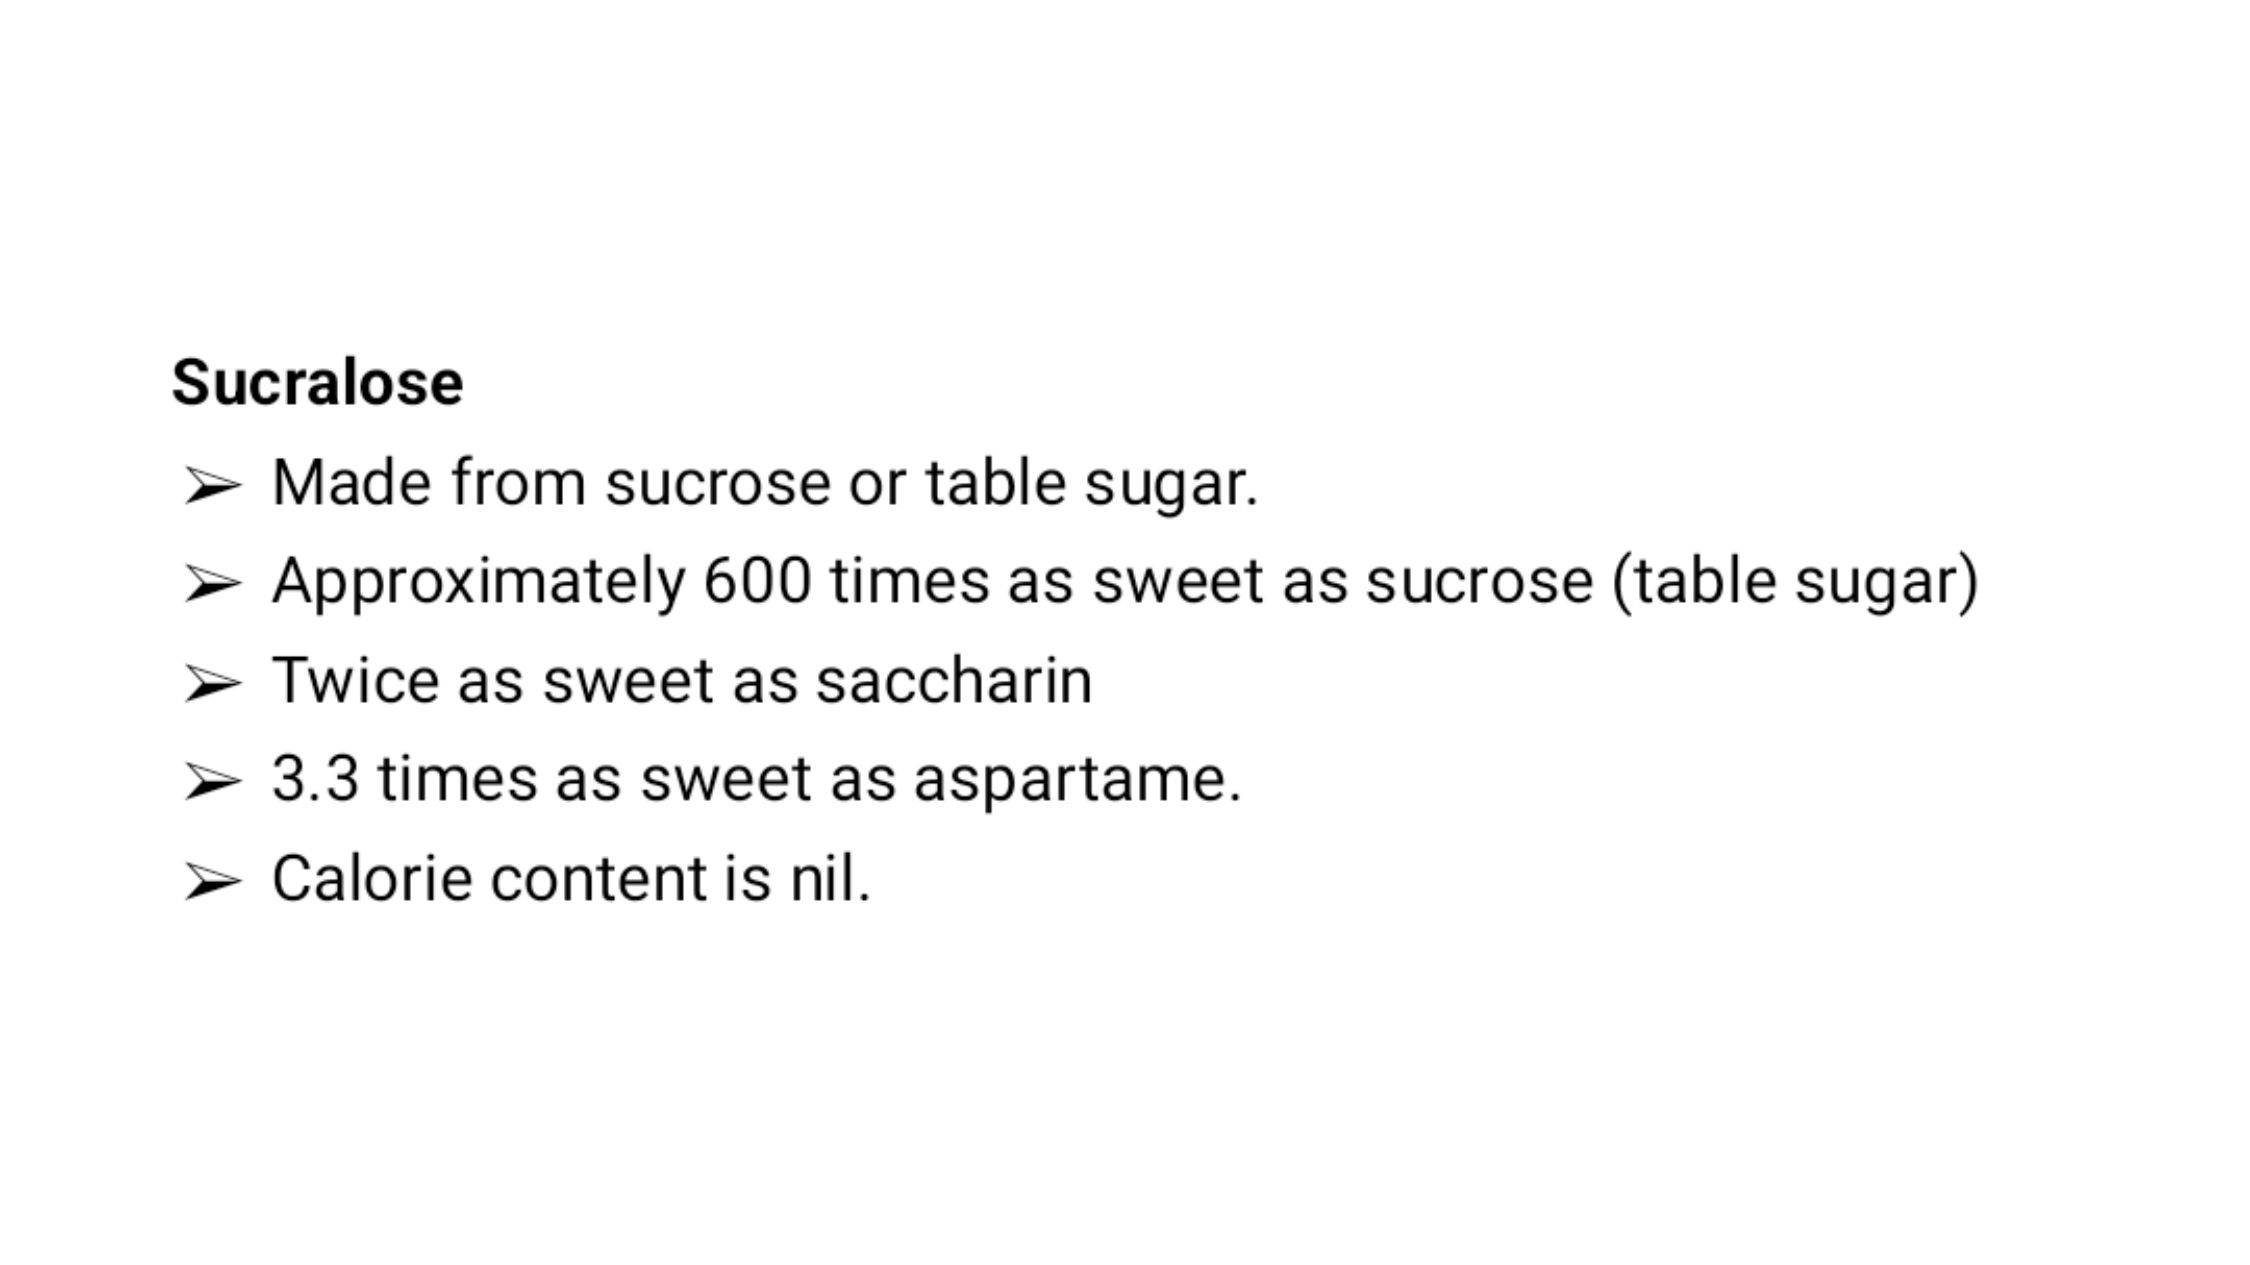 Sucralose
➢ Made from sucrose or table sugar.
➢ Approximately 600 times as sweet as sucrose (table sugar)
➢ Twice as sweet as saccharin
➢ 3.3 times as sweet as aspartame.
➢ Calorie content is nil.